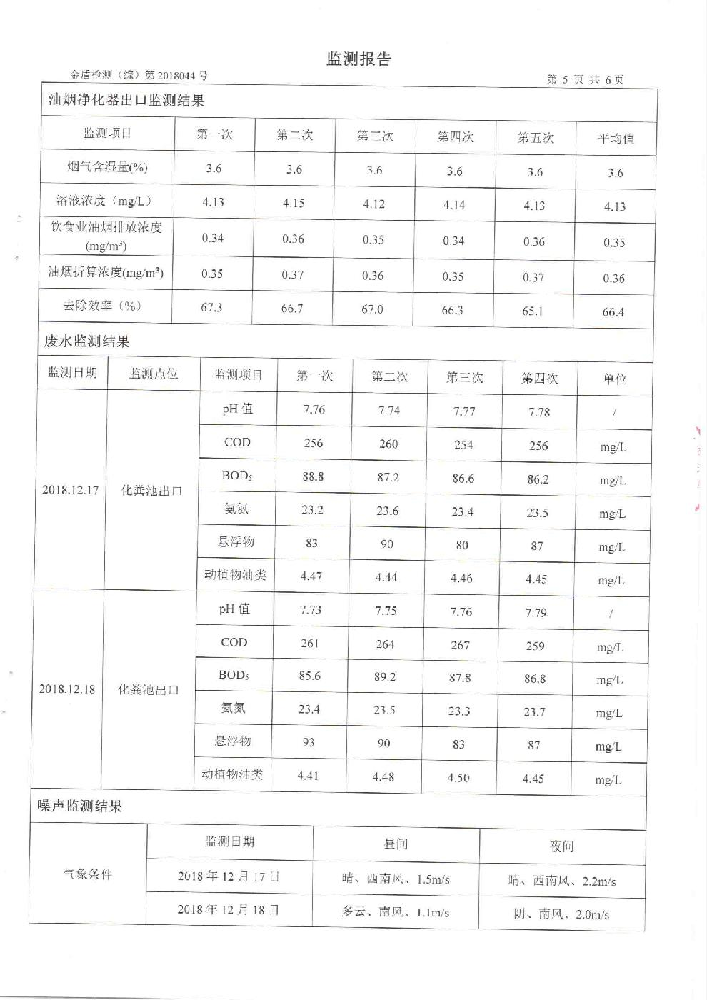 监测报告
金盾检测（综）第2018044号
第 5 页 共 6页
油烟净化器出口监测结果
监测项目 第一次 第二次 第三次 第四次 第五次 平均值
烟气含湿量(%) 3.6 3.6 3.6 3.6 3.6 3.6
溶液浓度（mg/L） 4.13 4.15 4.12 4.14 4.13 4.13
饮食业油烟排放浓度
(mg/m³) 0.34 0.36 0.35 0.34 0.36 0.35
油烟折算浓度(mg/m³) 0.35 0.37 0.36 0.35 0.37 0.36
去除效率（%） 67.3 66.7 67.0 66.3 65.1 66.4
废水监测结果
监测日期 监测点位 监测项目 第一次 第二次 第三次 第四次 单位
2018.12.17 化粪池出口
pH 值 7.76 7.74 7.77 7.78 /
COD 256 260 254 256 mg/L
BOD₅ 88.8 87.2 86.6 86.2 mg/L
氨氮 23.2 23.6 23.4 23.5 mg/L
悬浮物 83 90 80 87 mg/L
动植物油类 4.47 4.44 4.46 4.45 mg/L
2018.12.18 化粪池出口
pH 值 7.73 7.75 7.76 7.79 /
COD 261 264 267 259 mg/L
BOD₅ 85.6 89.2 87.8 86.8 mg/L
氨氮 23.4 23.5 23.3 23.7 mg/L
悬浮物 93 90 83 87 mg/L
动植物油类 4.41 4.48 4.50 4.45 mg/L
噪声监测结果
气象条件
监测日期 昼间 夜间
2018 年 12 月 17 日 晴、西南风、1.5m/s 晴、西南风、2.2m/s
2018 年 12 月 18 日 多云、南风、1.1m/s 阴、南风、2.0m/s